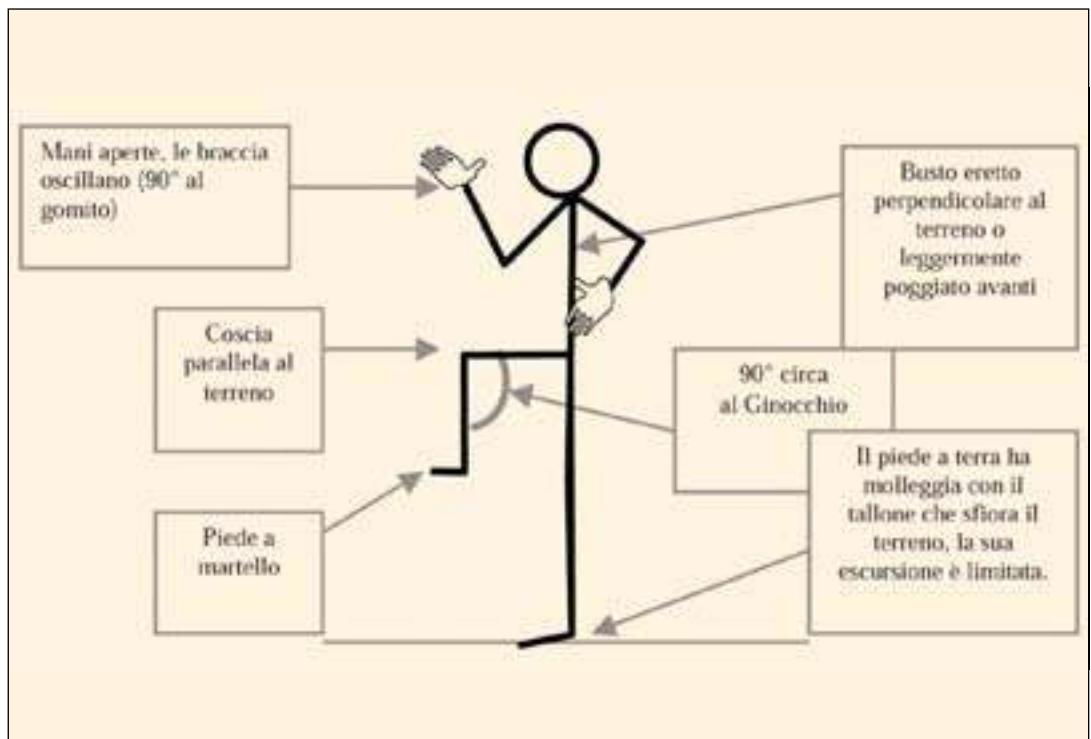 Mani aperte, le braccia
oscillano (90° al
gomito)
Busto eretto
perpendicolare al
terreno o
leggermente
poggiato avanti
Coscia
parallela al
terreno
90° circa
al Ginocchio
Il piede a terra ha
molleggia con il
tallone che sfiora il
terreno, la sua
escursione è limitata.
Piede a
martello